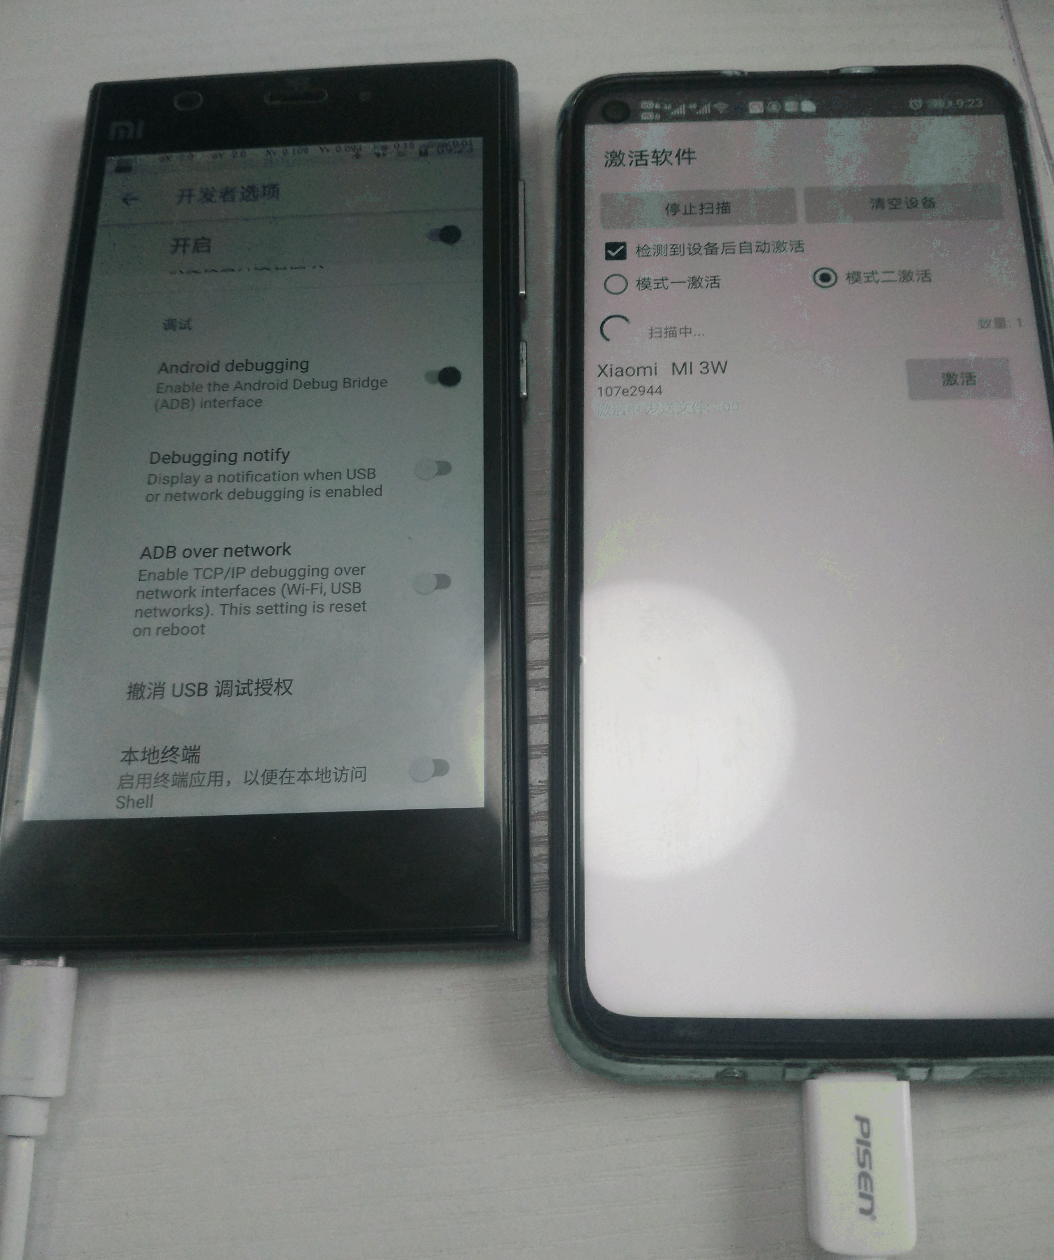 mi
开发者选项
开启
调试
Android debugging
Enable the Android Debug Bridge
(ADB) interface
Debugging notify
Display a notification when USB
or network debugging is enabled
ADB over network
Enable TCP/IP debugging over
network interfaces (Wi-Fi, USB
networks). This setting is reset
on reboot
撤消 USB 调试授权
本地终端
启用终端应用，以便在本地访问
Shell
9:23
激活软件
停止扫描 清空设备
检测到设备后自动激活
模式一激活 模式二激活
扫描中... 数量: 1
Xiaomi MI 3W
107e2944
激活
PISEN